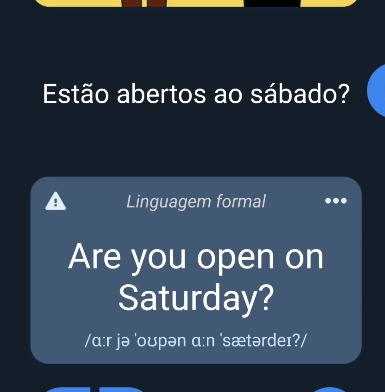 Estão abertos ao sábado?
Linguagem formal
Are you open on
Saturday?
/ɑːr jə ˈoʊpən ɑːn ˈsætərdeɪ?/